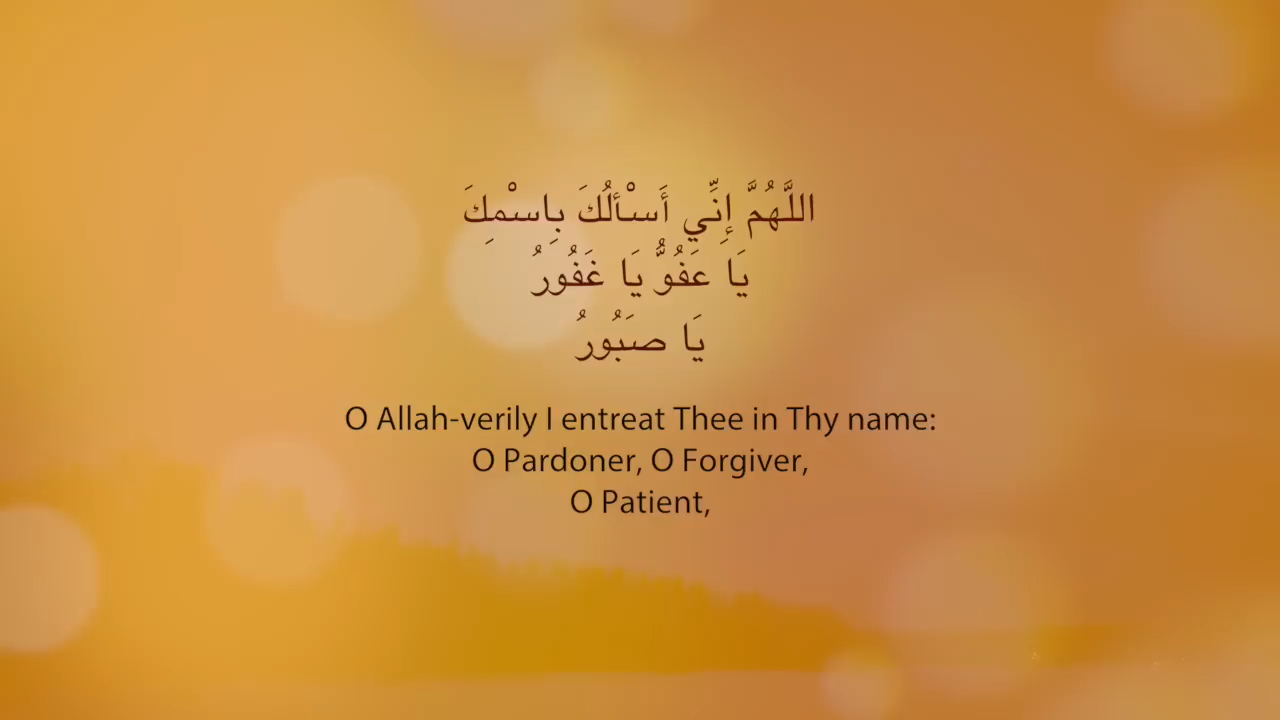 اللَّهُمَّ إِنِّي أَسْأَلُكَ بِاسْمِكَ
يَا عَفُوُّ يَا غَفُورُ
يَا صَبُورُ
O Allah-verily I entreat Thee in Thy name:
O Pardoner, O Forgiver,
O Patient,